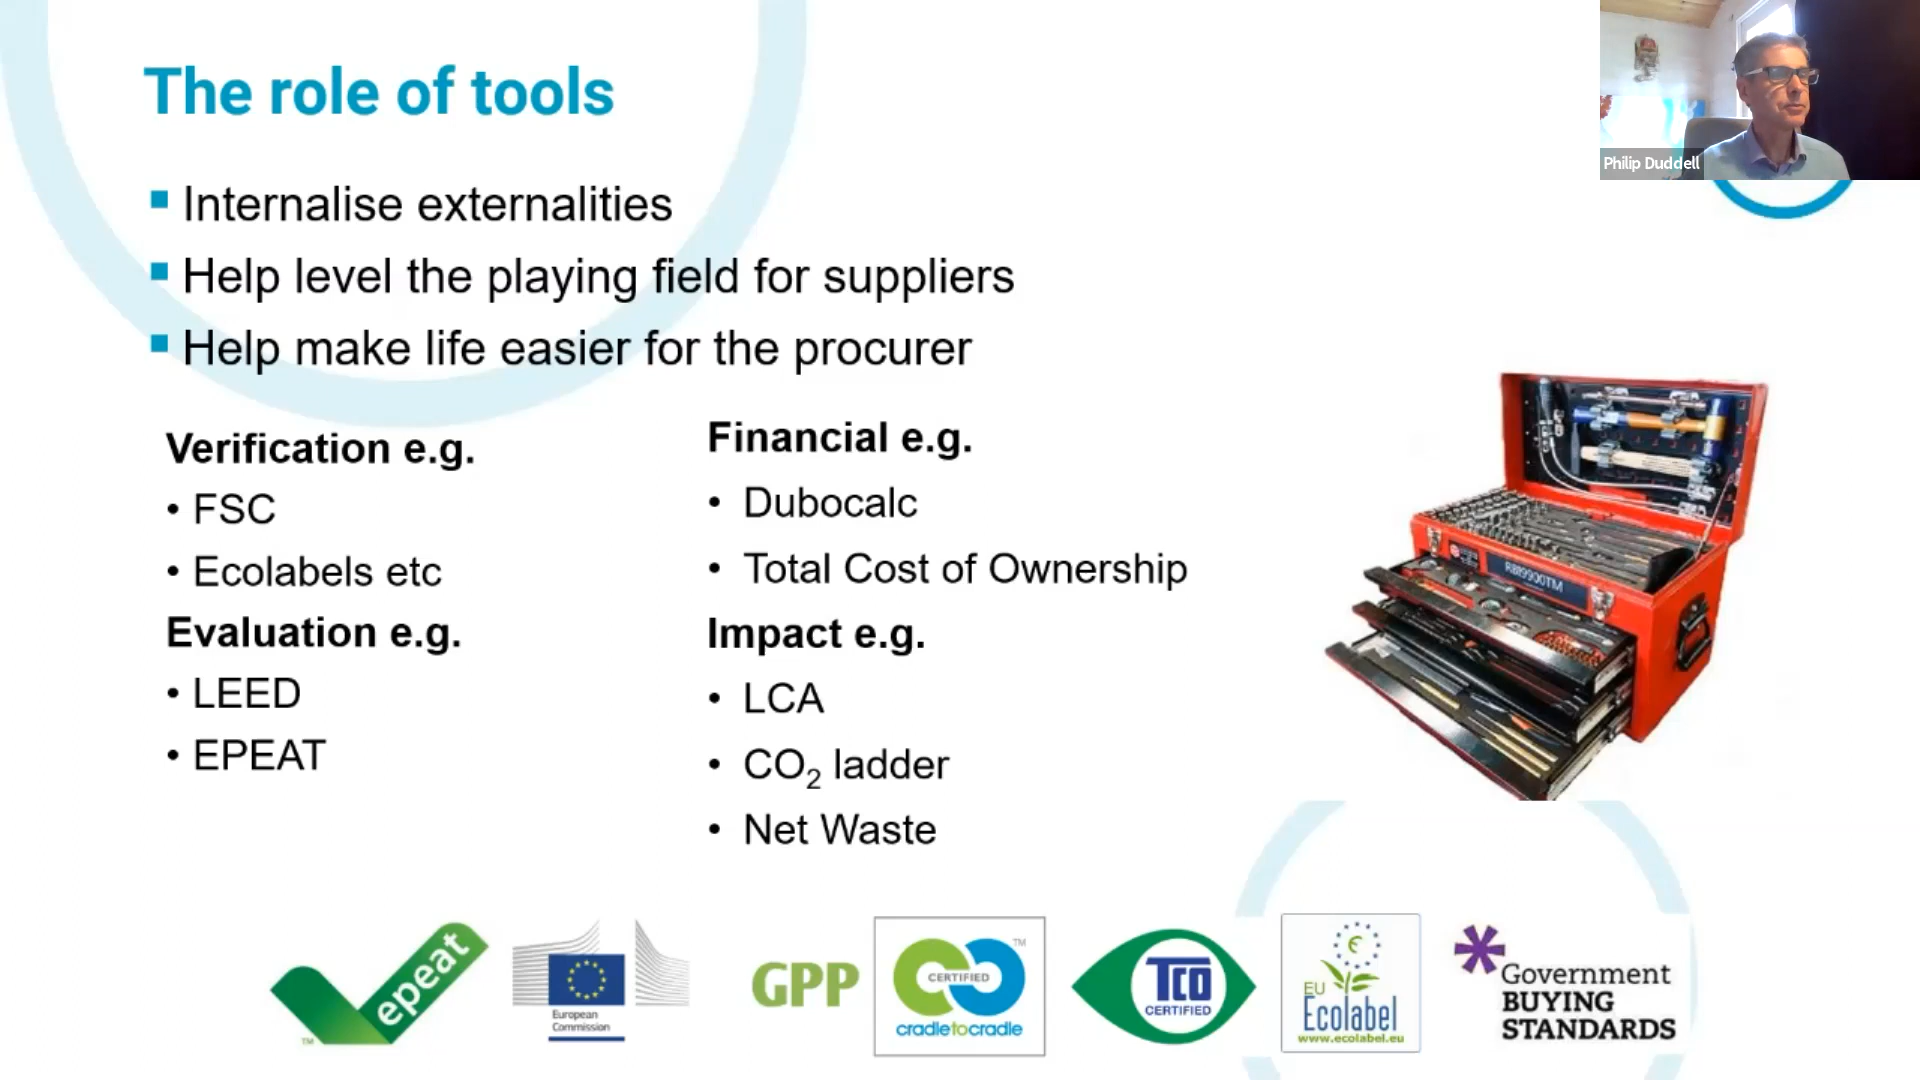 The role of tools
Philip Duddell
Internalise externalities
Help level the playing field for suppliers
Help make life easier for the procurer
Verification e.g.
• FSC
• Ecolabels etc
Evaluation e.g.
• LEED
• EPEAT
Financial e.g.
• Dubocalc
• Total Cost of Ownership
Impact e.g.
• LCA
• CO₂ ladder
• Net Waste
epeat
TM
European
Commission
GPP
TM
CERTIFIED
cradletocradle
TCO
CERTIFIED
EU
Ecolabel
www.ecolabel.eu
Government
BUYING
STANDARDS